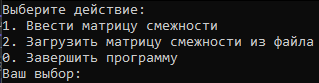 Выберите действие:
1. Ввести матрицу смежности
2. Загрузить матрицу смежности из файла
0. Завершить программу
Ваш выбор: